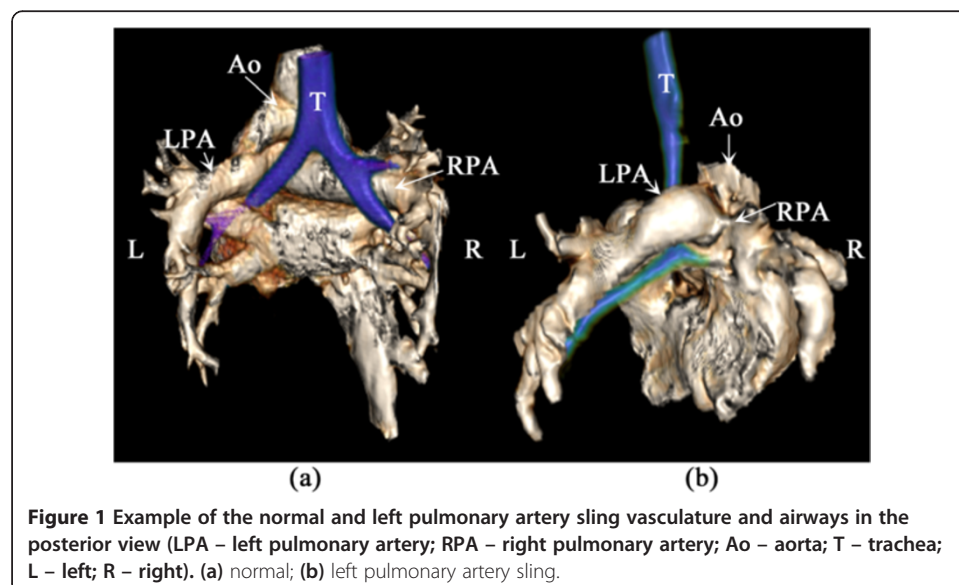 Ao
T
LPA
RPA
L
R
T
Ao
LPA
RPA
L
R
(a)
(b)
Figure 1 Example of the normal and left pulmonary artery sling vasculature and airways in the
posterior view (LPA – left pulmonary artery; RPA – right pulmonary artery; Ao – aorta; T – trachea;
L – left; R – right). (a) normal; (b) left pulmonary artery sling.